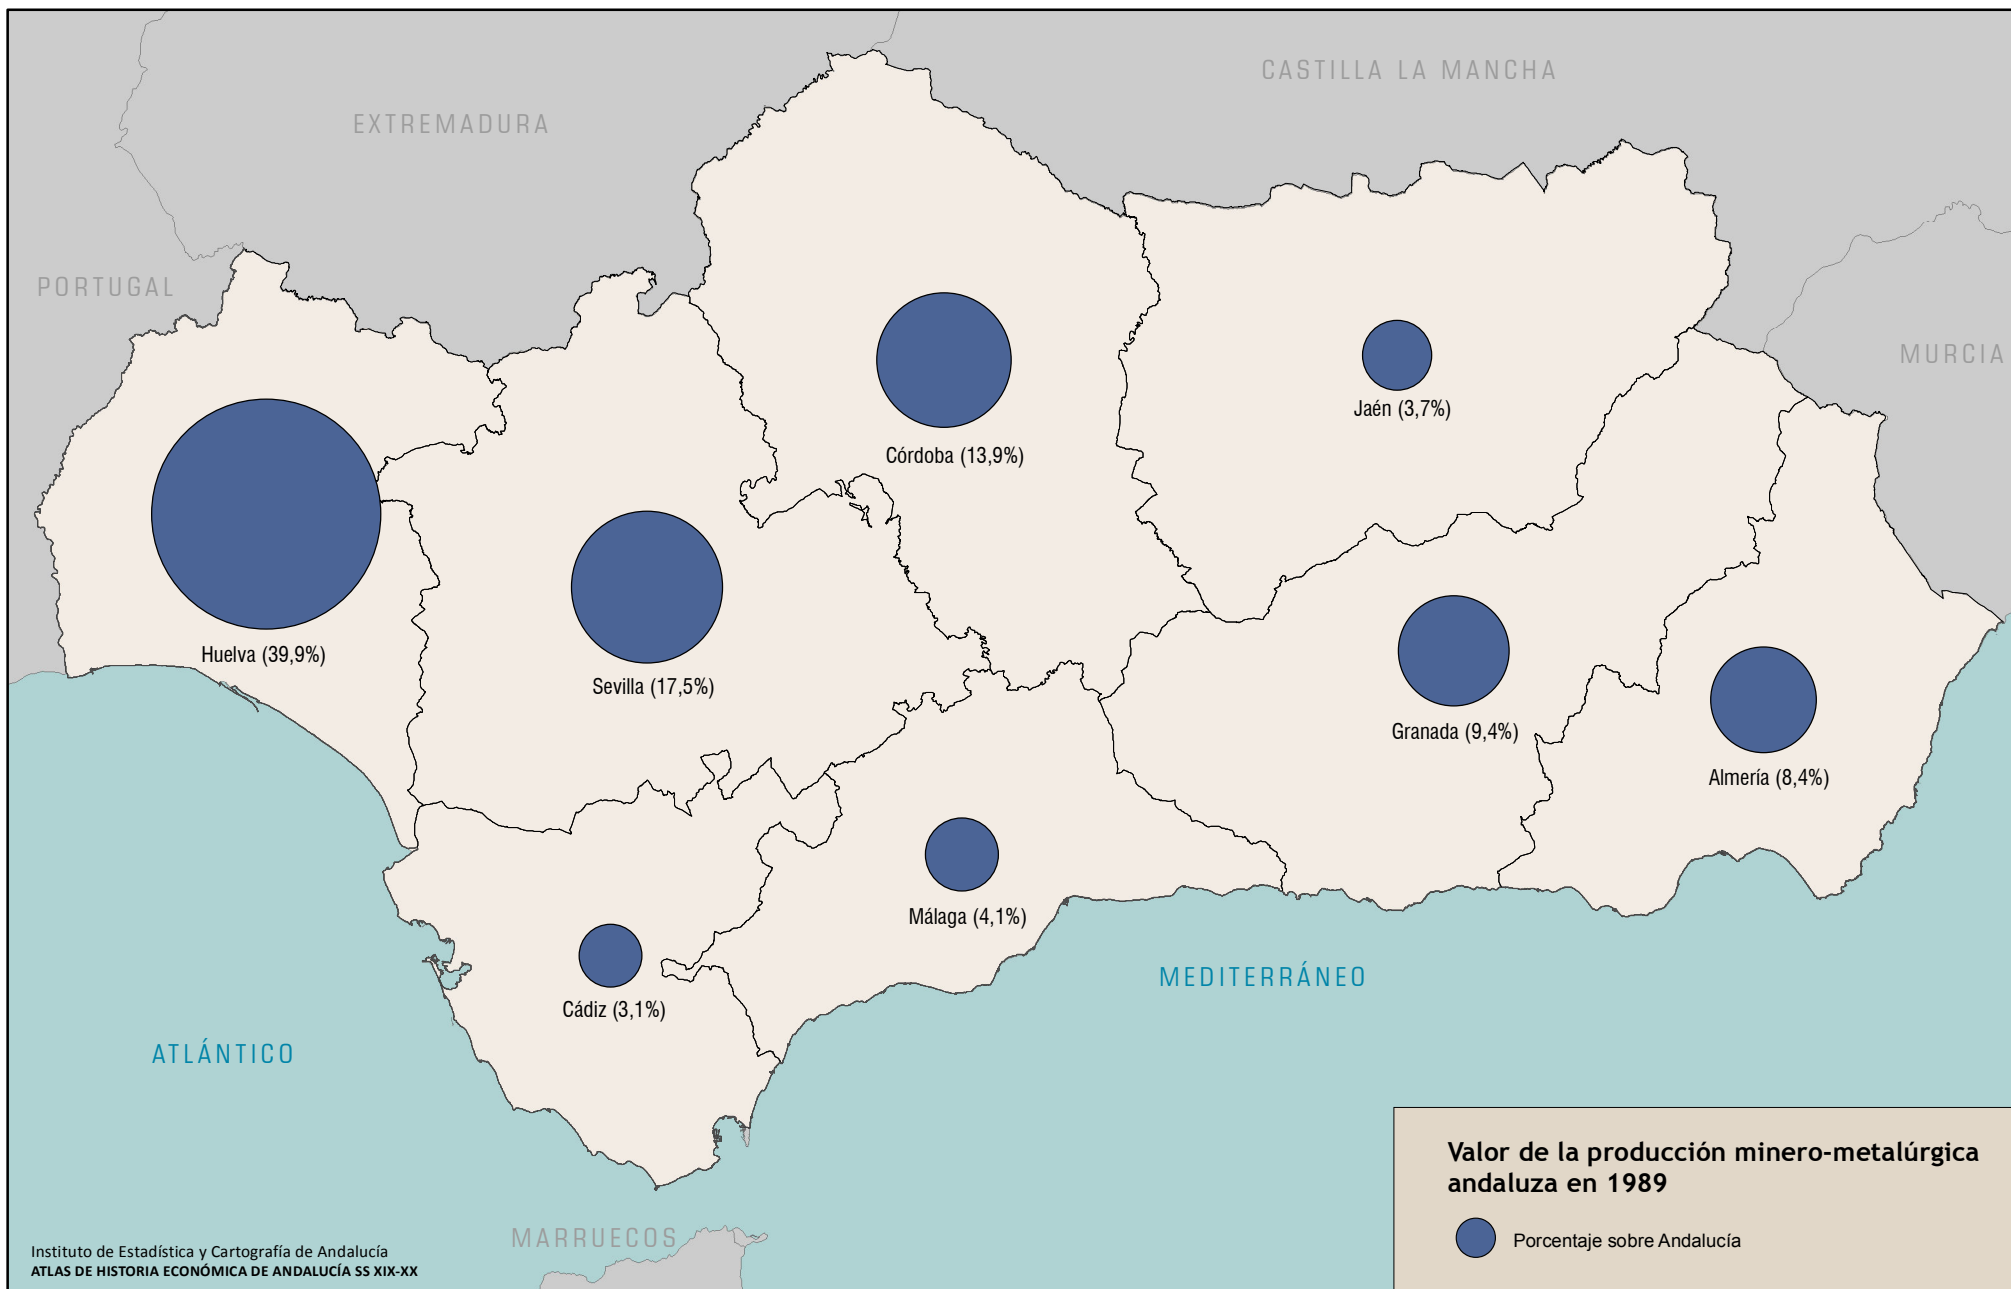 CASTILLA LA MANCHA
EXTREMADURA
PORTUGAL
MURCIA
Jaén (3,7%)
Córdoba (13,9%)
Huelva (39,9%)
Sevilla (17,5%)
Granada (9,4%)
Almería (8,4%)
Málaga (4,1%)
Cádiz (3,1%)
MEDITERRÁNEO
ATLÁNTICO
MARRUECOS
Valor de la producción minero-metalúrgica
andaluza en 1989
Porcentaje sobre Andalucía
Instituto de Estadística y Cartografía de Andalucía
ATLAS DE HISTORIA ECONÓMICA DE ANDALUCÍA SS XIX-XX